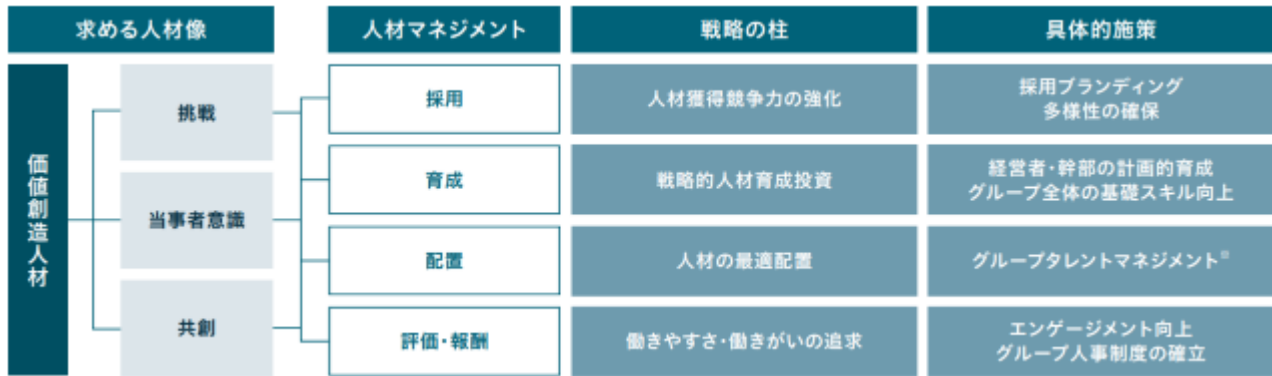 求める人材像
人材マネジメント
戦略の柱
具体的施策
価値創造人材
挑戦
当事者意識
共創
採用
人材獲得競争力の強化
採用ブランディング
多様性の確保
育成
戦略的人材育成投資
経営者・幹部の計画的育成
グループ全体の基礎スキル向上
配置
人材の最適配置
グループタレントマネジメント※
評価・報酬
働きやすさ・働きがいの追求
エンゲージメント向上
グループ人事制度の確立